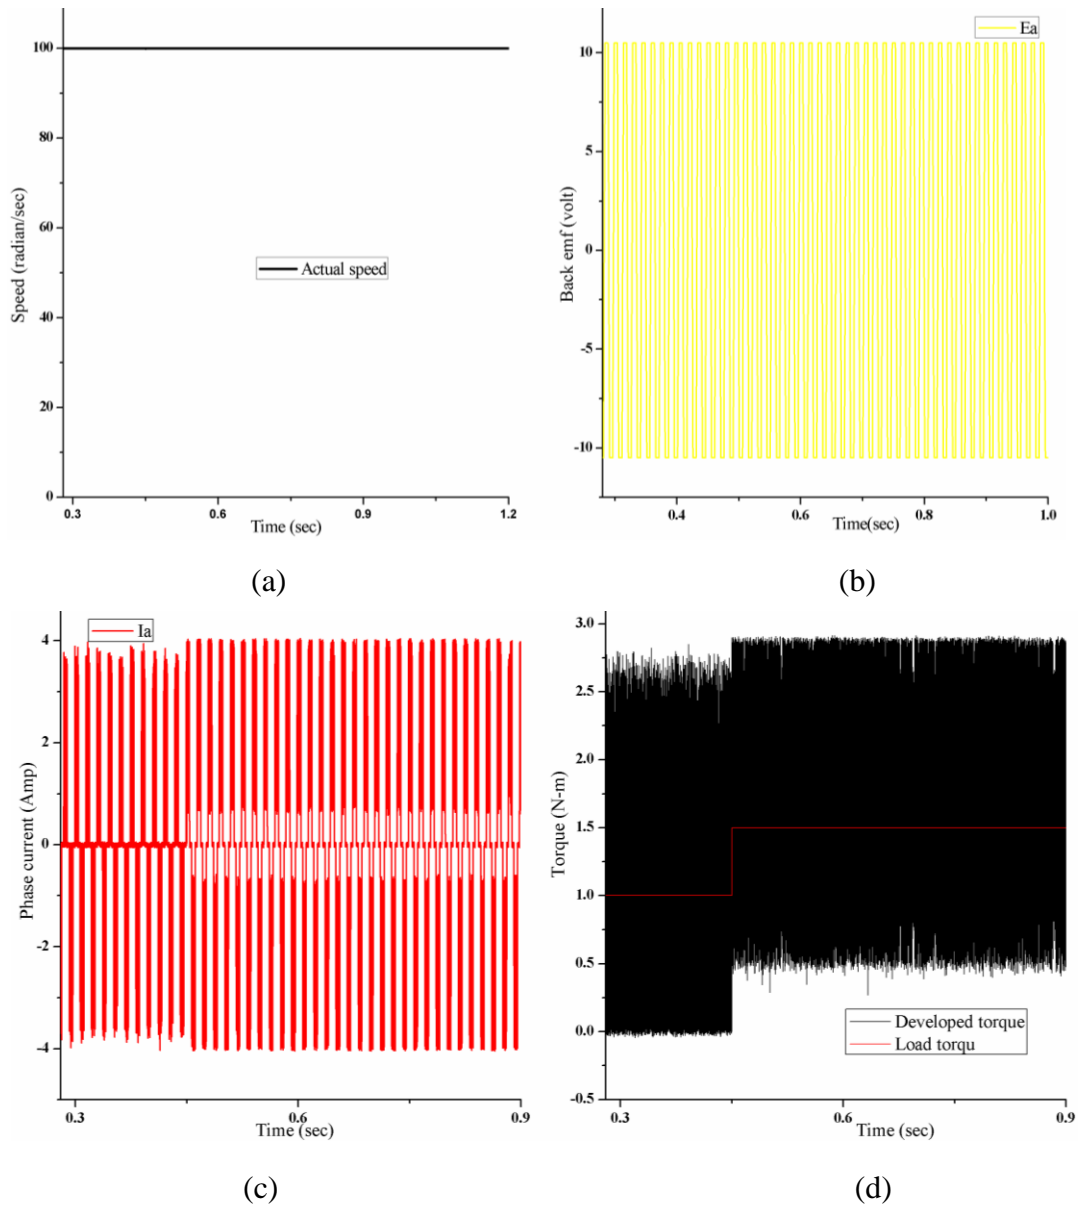 100
80
60
40
20
0
Speed (radian/sec)
Actual speed
0.3
0.6
0.9
1.2
Time (sec)
(a)
Ea
10
5
0
-5
-10
Back emf (volt)
0.4
0.6
0.8
1.0
Time(sec)
(b)
Ia
4
2
0
-2
-4
Phase current (Amp)
0.3
0.6
0.9
Time (sec)
(c)
3.0
2.5
2.0
1.5
1.0
0.5
0.0
-0.5
Torque (N-m)
Developed torque
Load torqu
0.3
0.6
0.9
Time (sec)
(d)